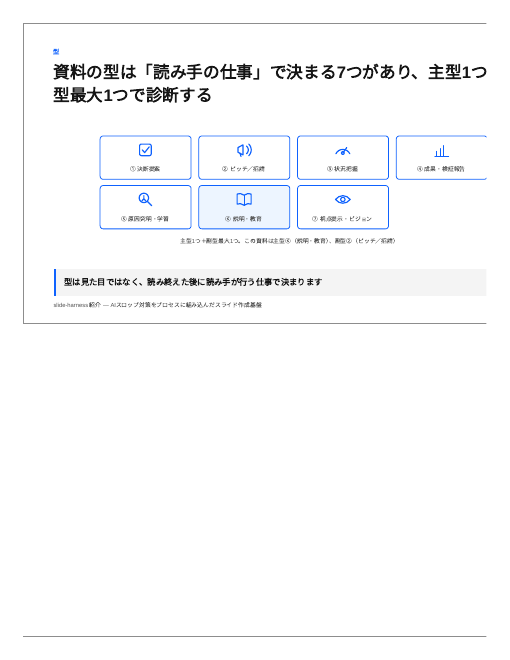 型
資料の型は「読み手の仕事」で決まる7つがあり、主型1つ
型最大1つで診断する
① 決断提案
② ピッチ／招聘
③ 状況把握
④ 成果・検証報告
⑤ 原因究明・学習
⑥ 説明・教育
⑦ 視点提示・ビジョン
主型1つ＋副型最大1つ。この資料は主型⑥（説明・教育）、副型②（ピッチ／招聘）
型は見た目ではなく、読み終えた後に読み手が行う仕事で決まります
slide-harness紹介 — AIスロップ対策をプロセスに組み込んだスライド作成基盤